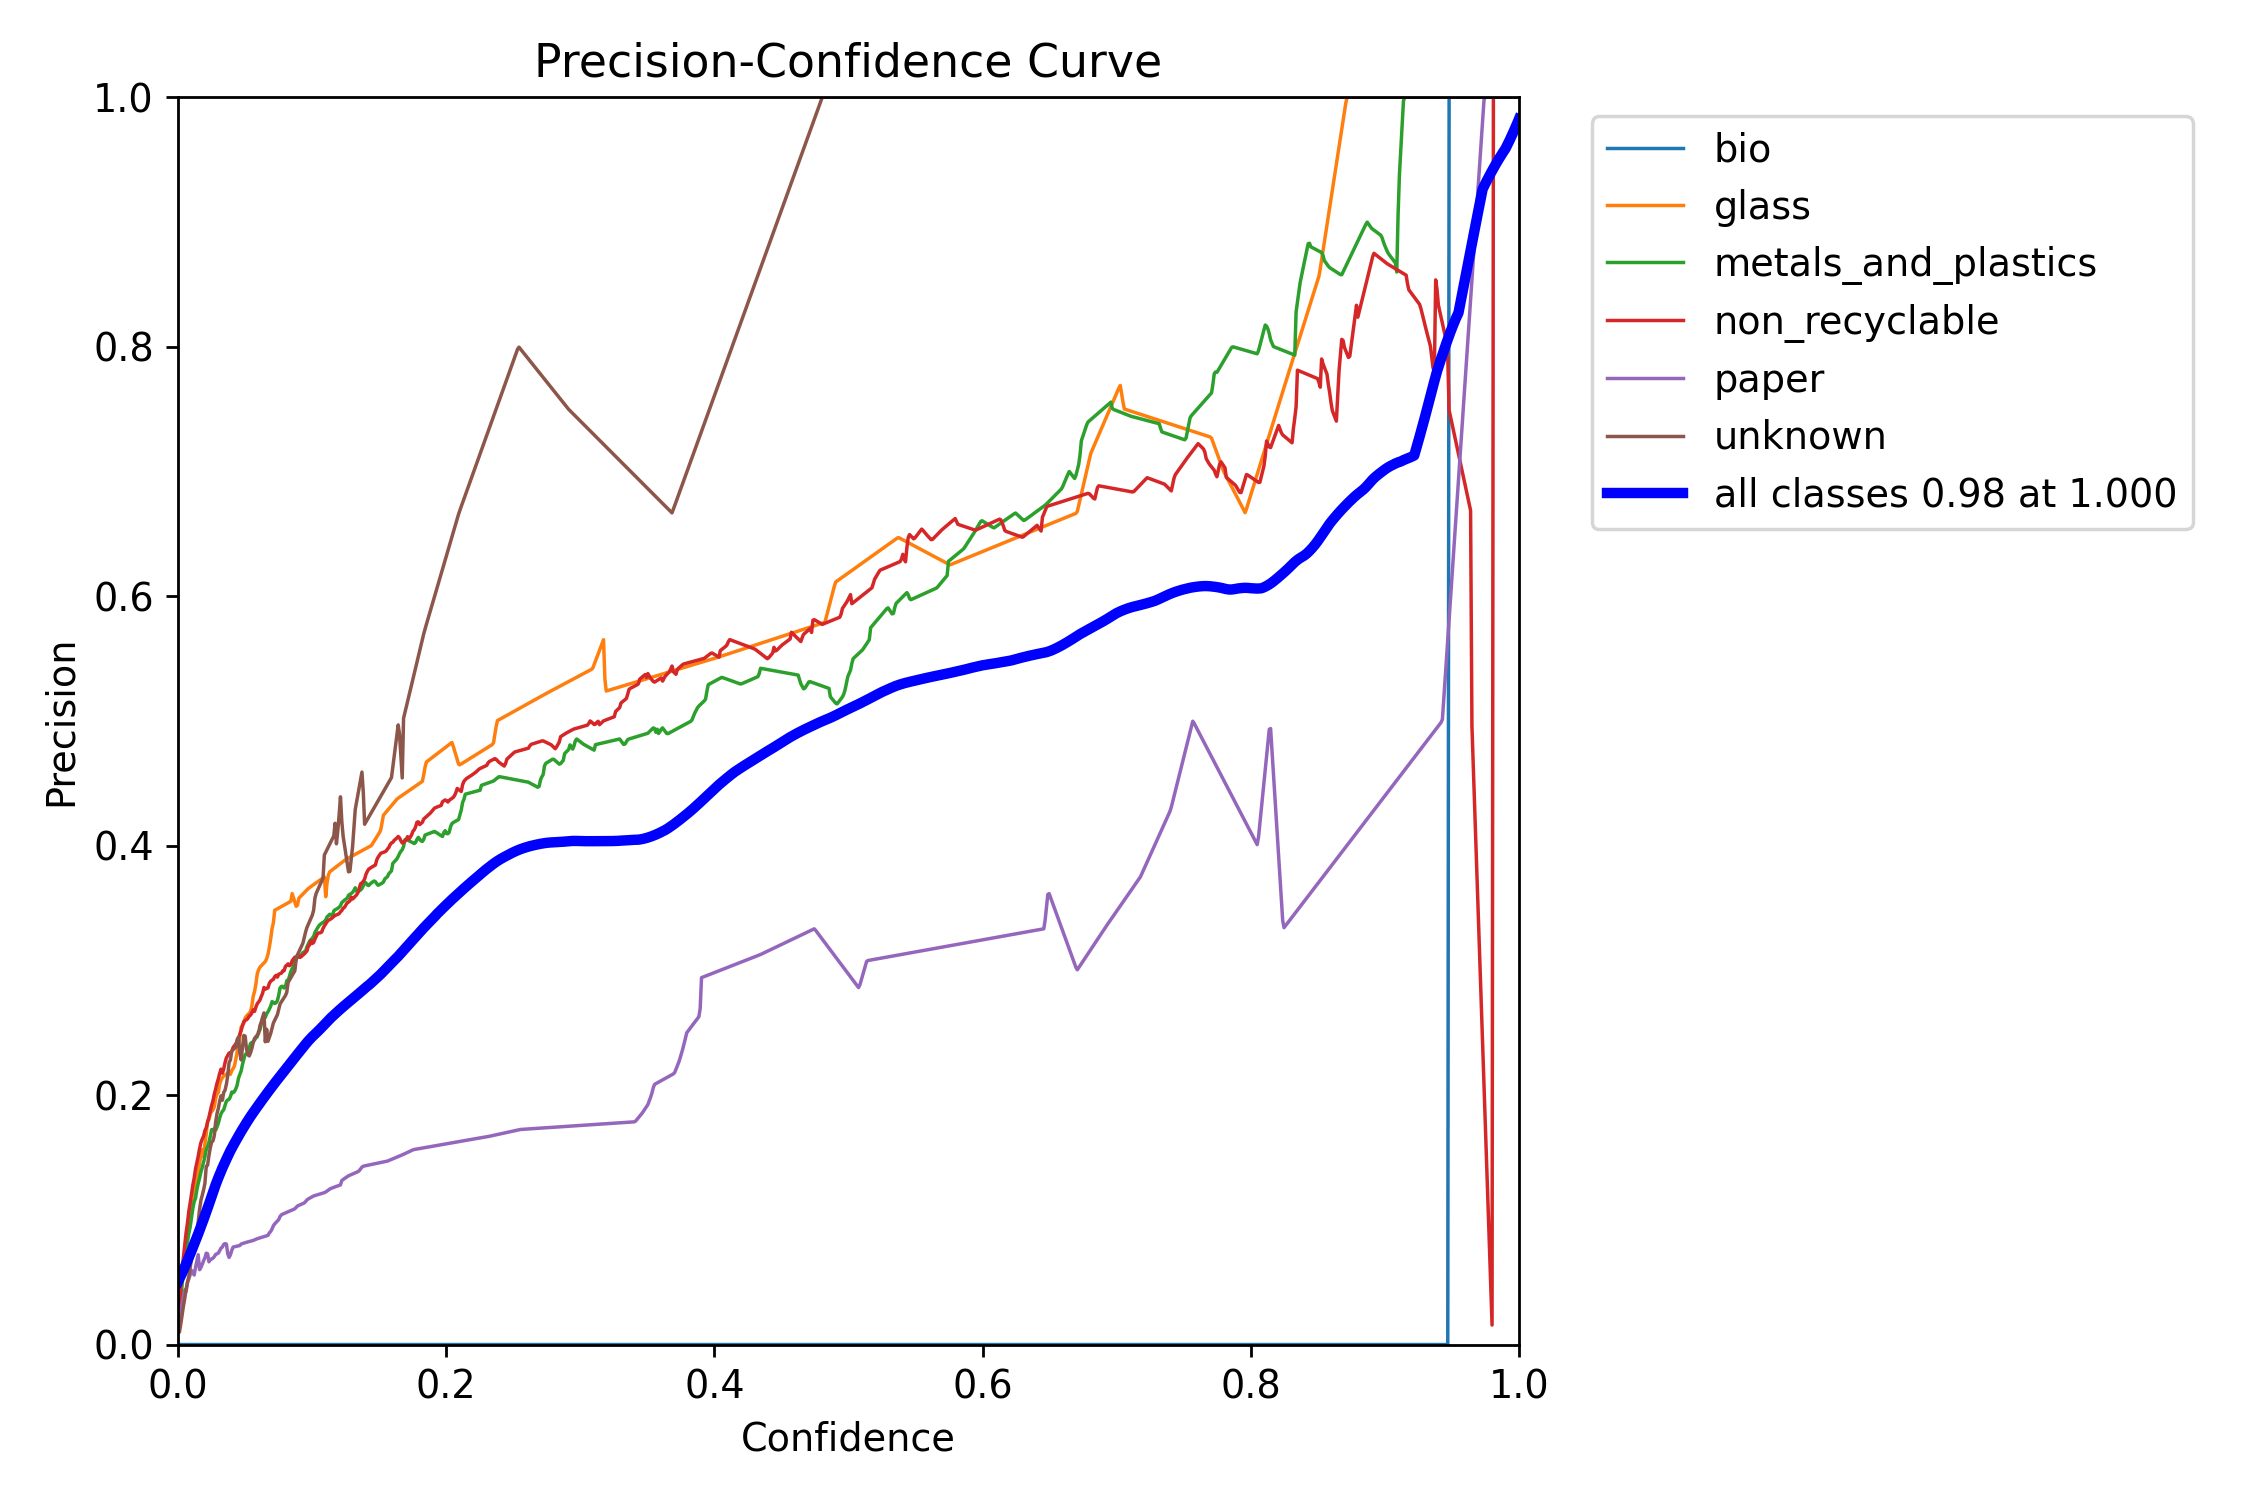 Precision-Confidence Curve
1.0
0.8
0.6
0.4
0.2
0.0
Precision
0.0 0.2 0.4 0.6 0.8 1.0
Confidence
bio
glass
metals_and_plastics
non_recyclable
paper
unknown
all classes 0.98 at 1.000